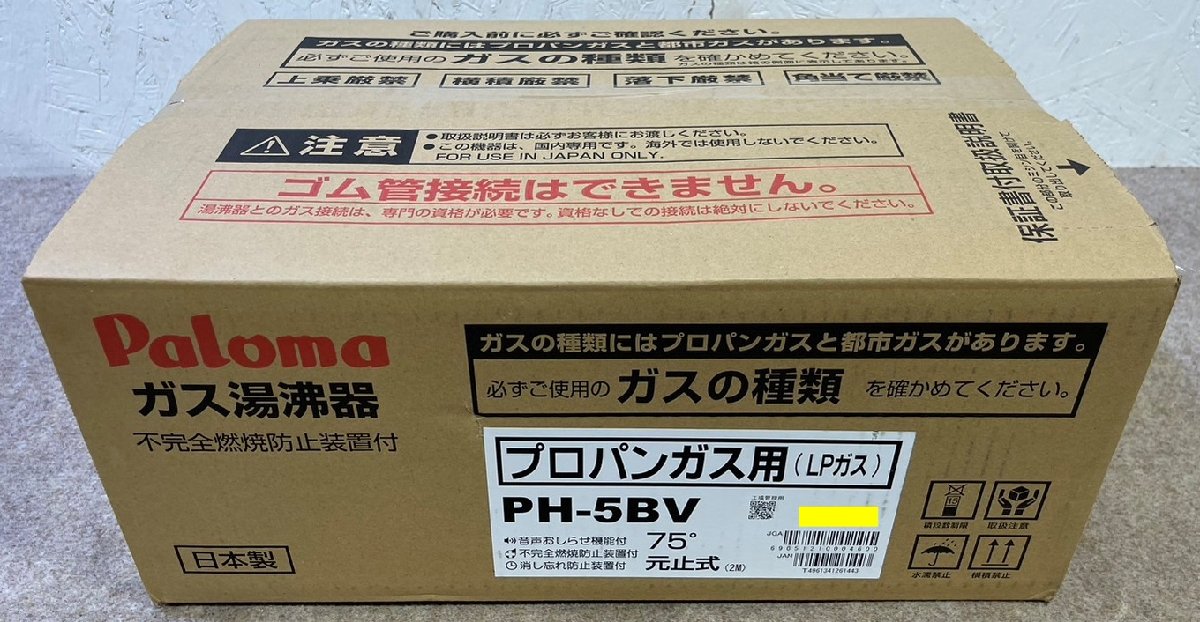 ご購入前に必ずご確認ください。
ガスの種類にはプロパンガスと都市ガスがあります。
必ずご使用の ガスの種類 を確かめてください。
上乗厳禁 横積厳禁 落下厳禁 角当て厳禁
注意
●取扱説明書は必ずお客様にお渡しください。
●この機器は、国内専用です。海外では使用しないでください。
FOR USE IN JAPAN ONLY.
ゴム管接続はできません。
湯沸器とのガス接続は、専門の資格が必要です。資格なしでの接続は絶対にしないでください。
保証書付取扱説明書
Paloma
ガス湯沸器
不完全燃焼防止装置付
日本製
ガスの種類にはプロパンガスと都市ガスがあります。
必ずご使用の ガスの種類 を確かめてください。
プロパンガス用(LPガス)
PH-5BV
工場管理用
音声おしらせ機能付 75°
不完全燃焼防止装置付
消し忘れ防止装置付 元止式(2M)
JGA
JAN
T4961341261443
取扱注意
水濡禁止 横積禁止